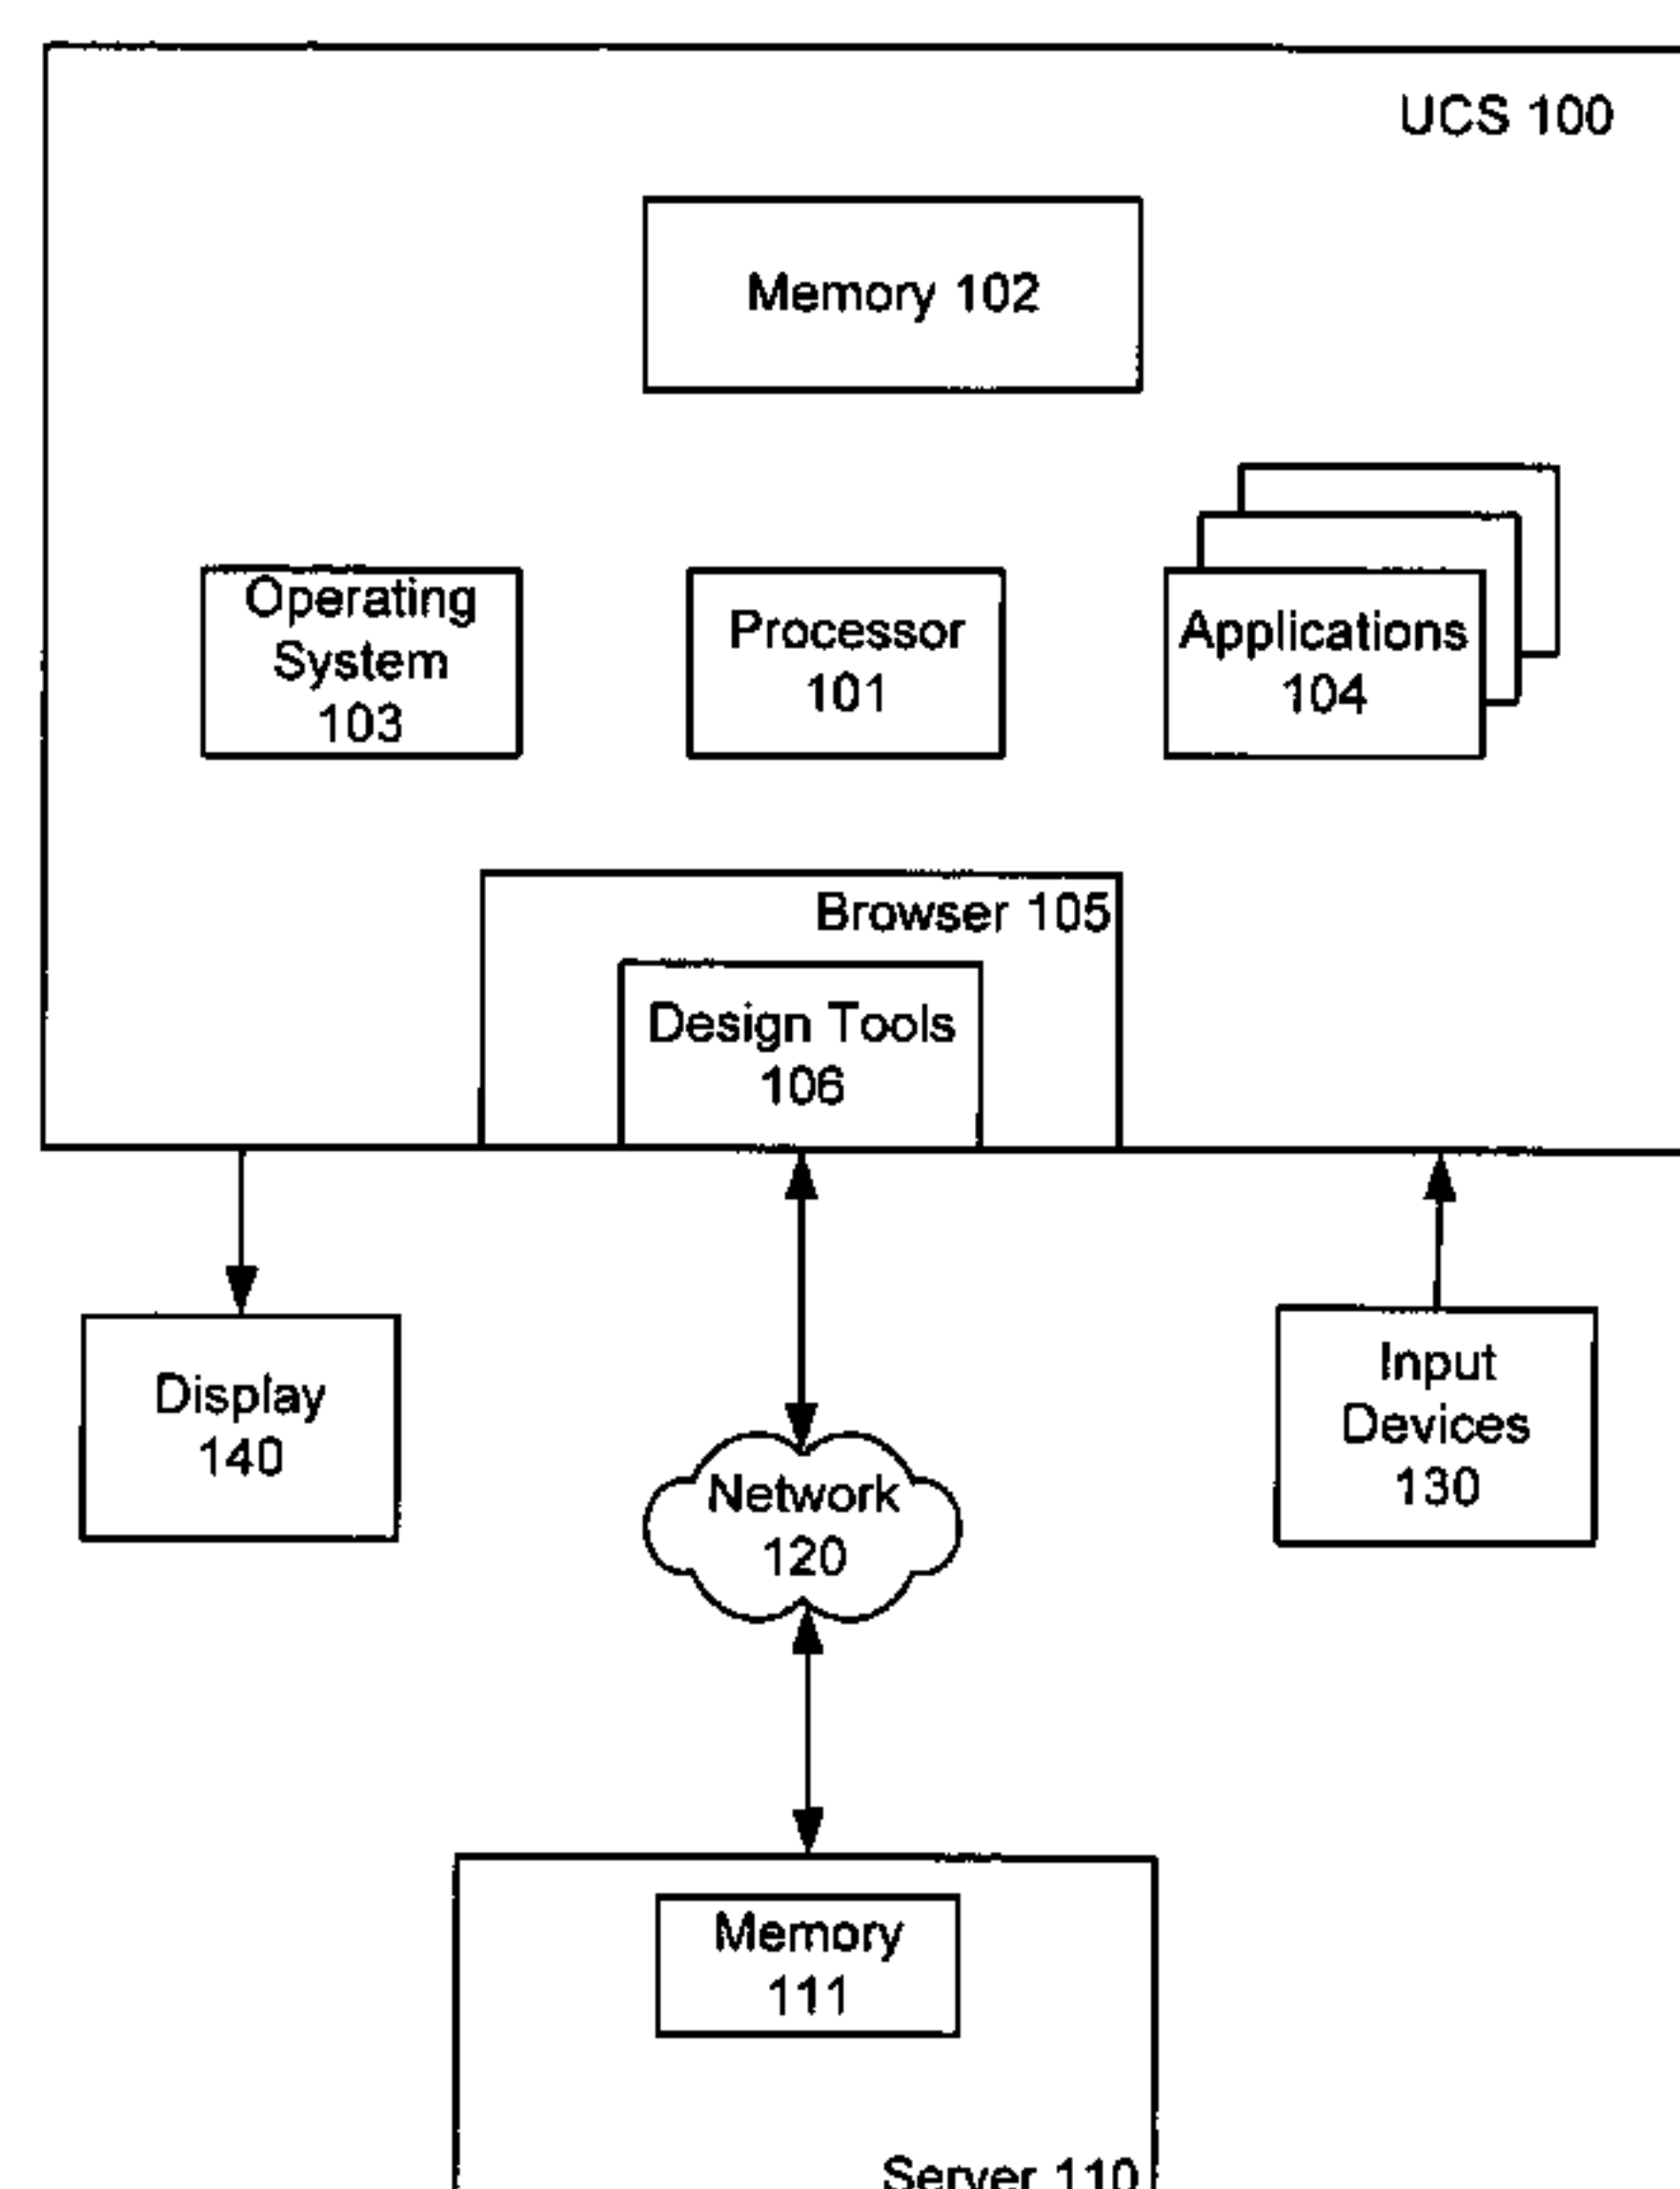 UCS 100
Memory 102
Operating
System
103
Processor
101
Applications
104
Browser 105
Design Tools
106
Display
140
Network
120
Input
Devices
130
Memory
111
Server 110